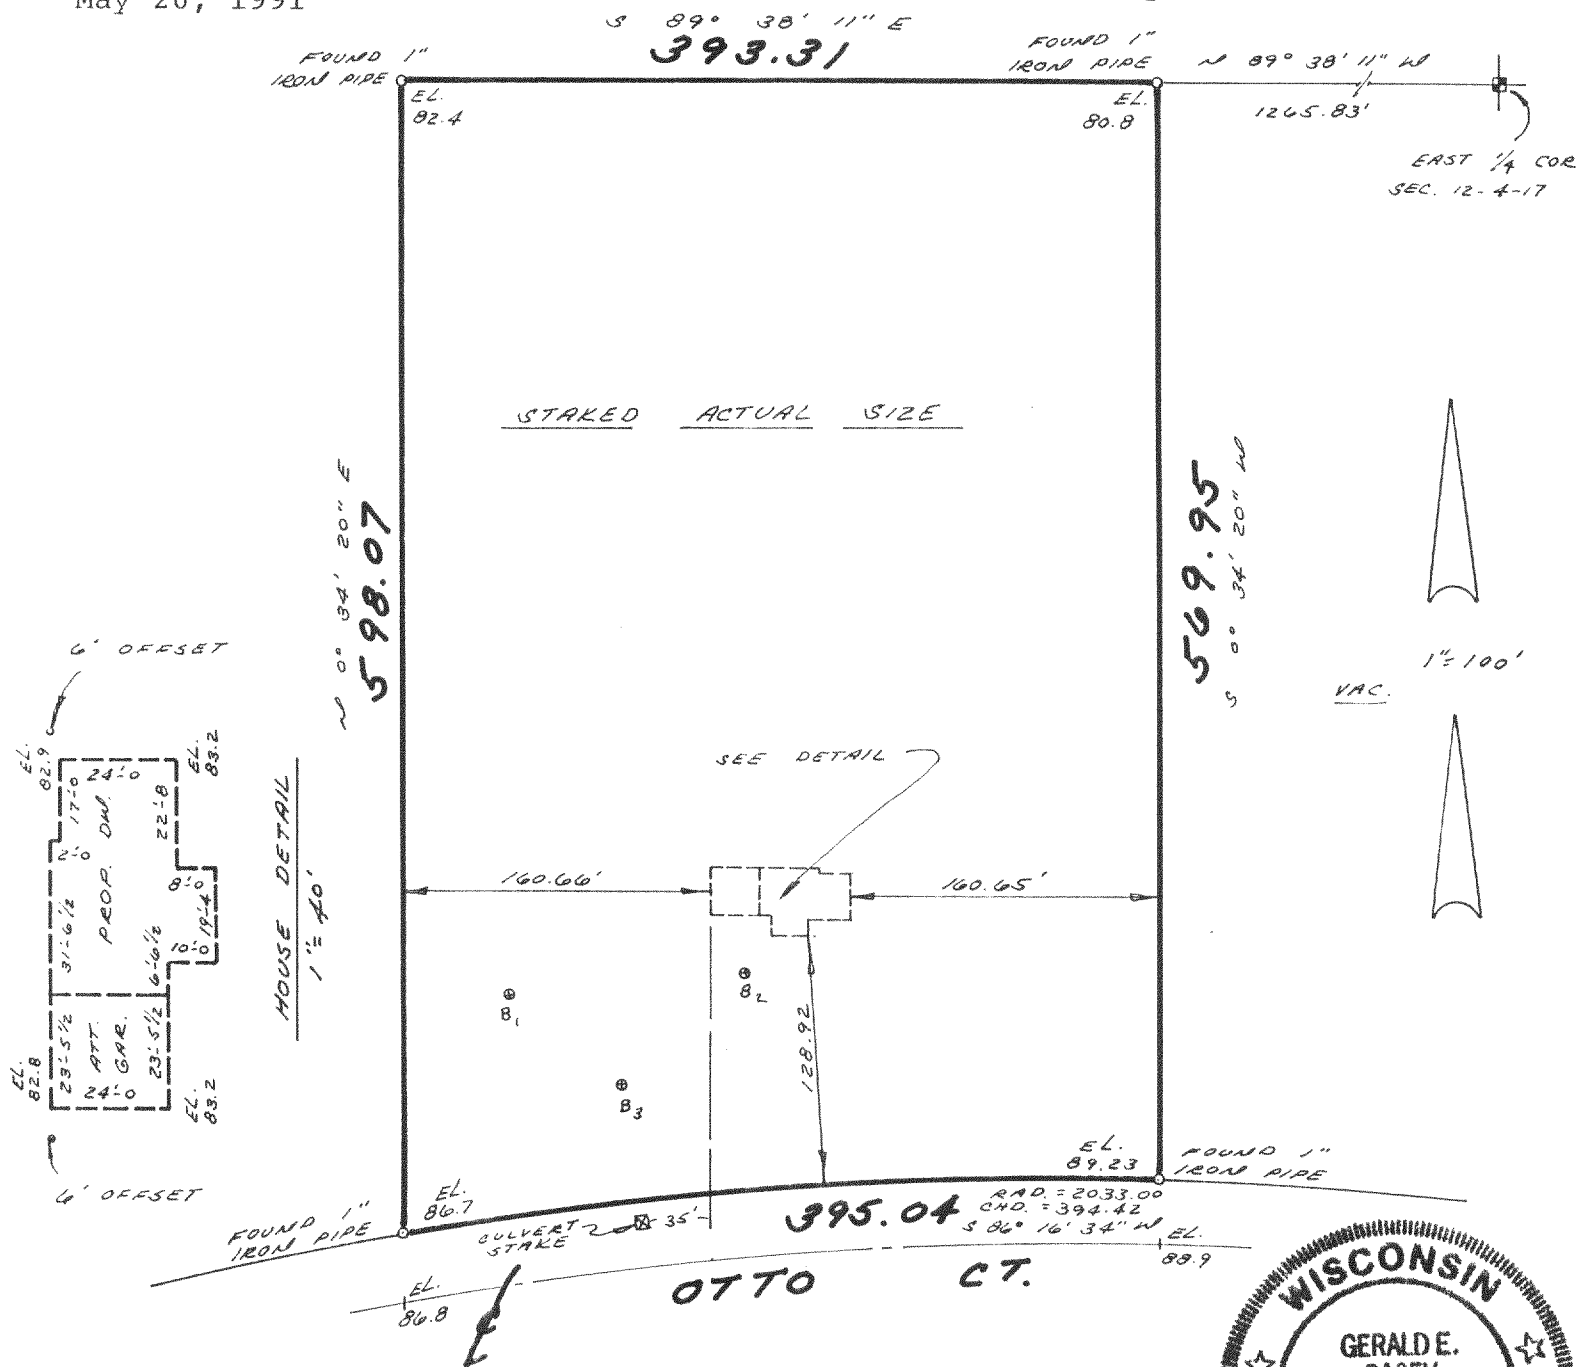 May 20, 1991
S 89° 38' 11" E
393.31
FOUND 1"
IRON PIPE
FOUND 1"
IRON PIPE
N 89° 38' 11" W
1265.83'
EL.
82.4
EL.
80.8
EAST 1/4 COR
SEC. 12-4-17
STAKED ACTUAL SIZE
N 0° 34' 20" E
598.07
569.95
S 0° 34' 20" W
1"=100'
VAC.
6' OFFSET
EL.
82.9
EL.
83.2
24'-0
17'-0
22'-8
2'-0
PROP. DW.
8'-0
19'-4
10'-0
31'-6 1/2
6'-6 1/2
23'-5 1/2
ATT.
GAR.
23'-5 1/2
24'-0
EL.
82.8
EL.
83.2
6' OFFSET
HOUSE DETAIL
1"=40'
SEE DETAIL
160.66'
160.65'
B1
B2
B3
128.92
EL.
89.23
FOUND 1"
IRON PIPE
FOUND 1"
IRON PIPE
EL.
86.7
CULVERT
STAKE
35'
395.04
RAD. = 2033.00
CHD. = 394.42
S 86° 16' 34" W
EL.
88.9
EL.
86.8
OTTO CT.
WISCONSIN
GERALD E.